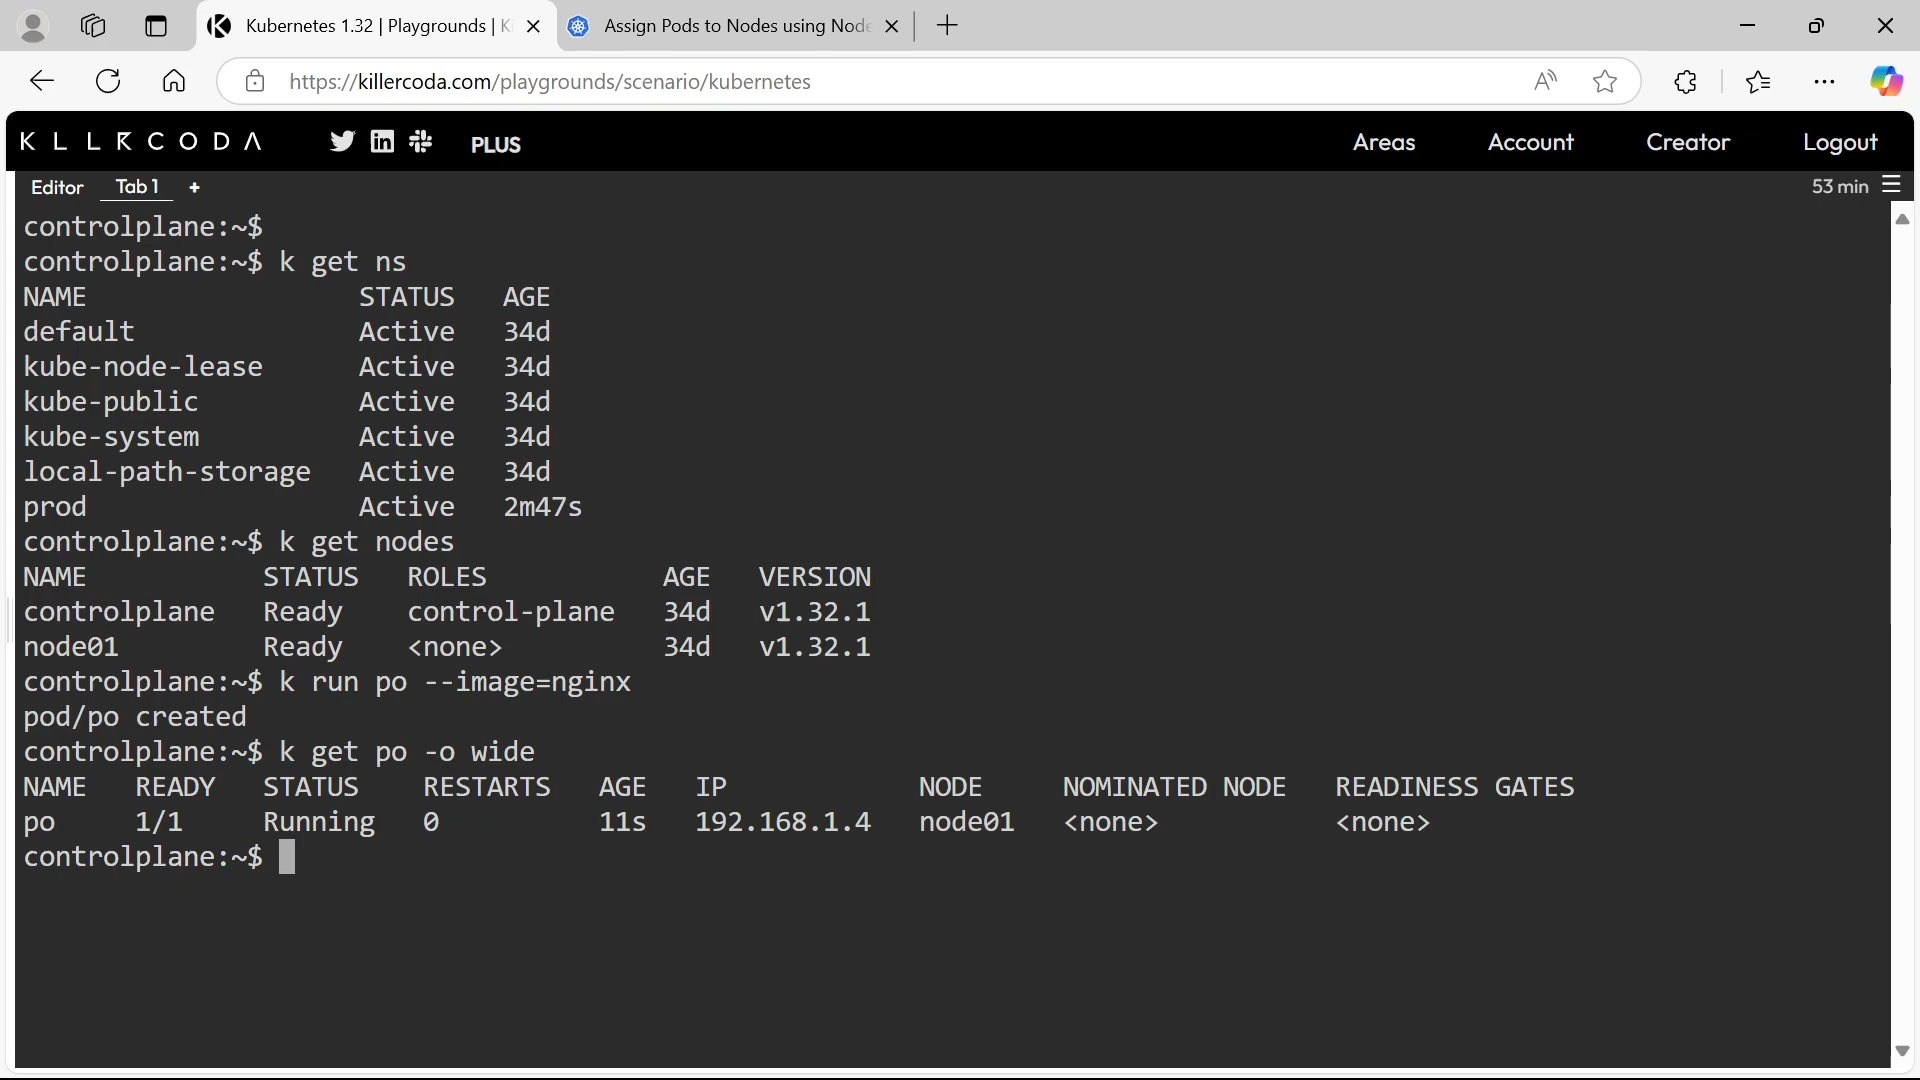 Kubernetes 1.32 | Playgrounds | Ki
Assign Pods to Nodes using Node
https://killercoda.com/playgrounds/scenario/kubernetes
KLLRCODA PLUS Areas Account Creator Logout
Editor Tab 1 + 53 min
controlplane:~$
controlplane:~$ k get ns
NAME STATUS AGE
default Active 34d
kube-node-lease Active 34d
kube-public Active 34d
kube-system Active 34d
local-path-storage Active 34d
prod Active 2m47s
controlplane:~$ k get nodes
NAME STATUS ROLES AGE VERSION
controlplane Ready control-plane 34d v1.32.1
node01 Ready <none> 34d v1.32.1
controlplane:~$ k run po --image=nginx
pod/po created
controlplane:~$ k get po -o wide
NAME READY STATUS RESTARTS AGE IP NODE NOMINATED NODE READINESS GATES
po 1/1 Running 0 11s 192.168.1.4 node01 <none> <none>
controlplane:~$